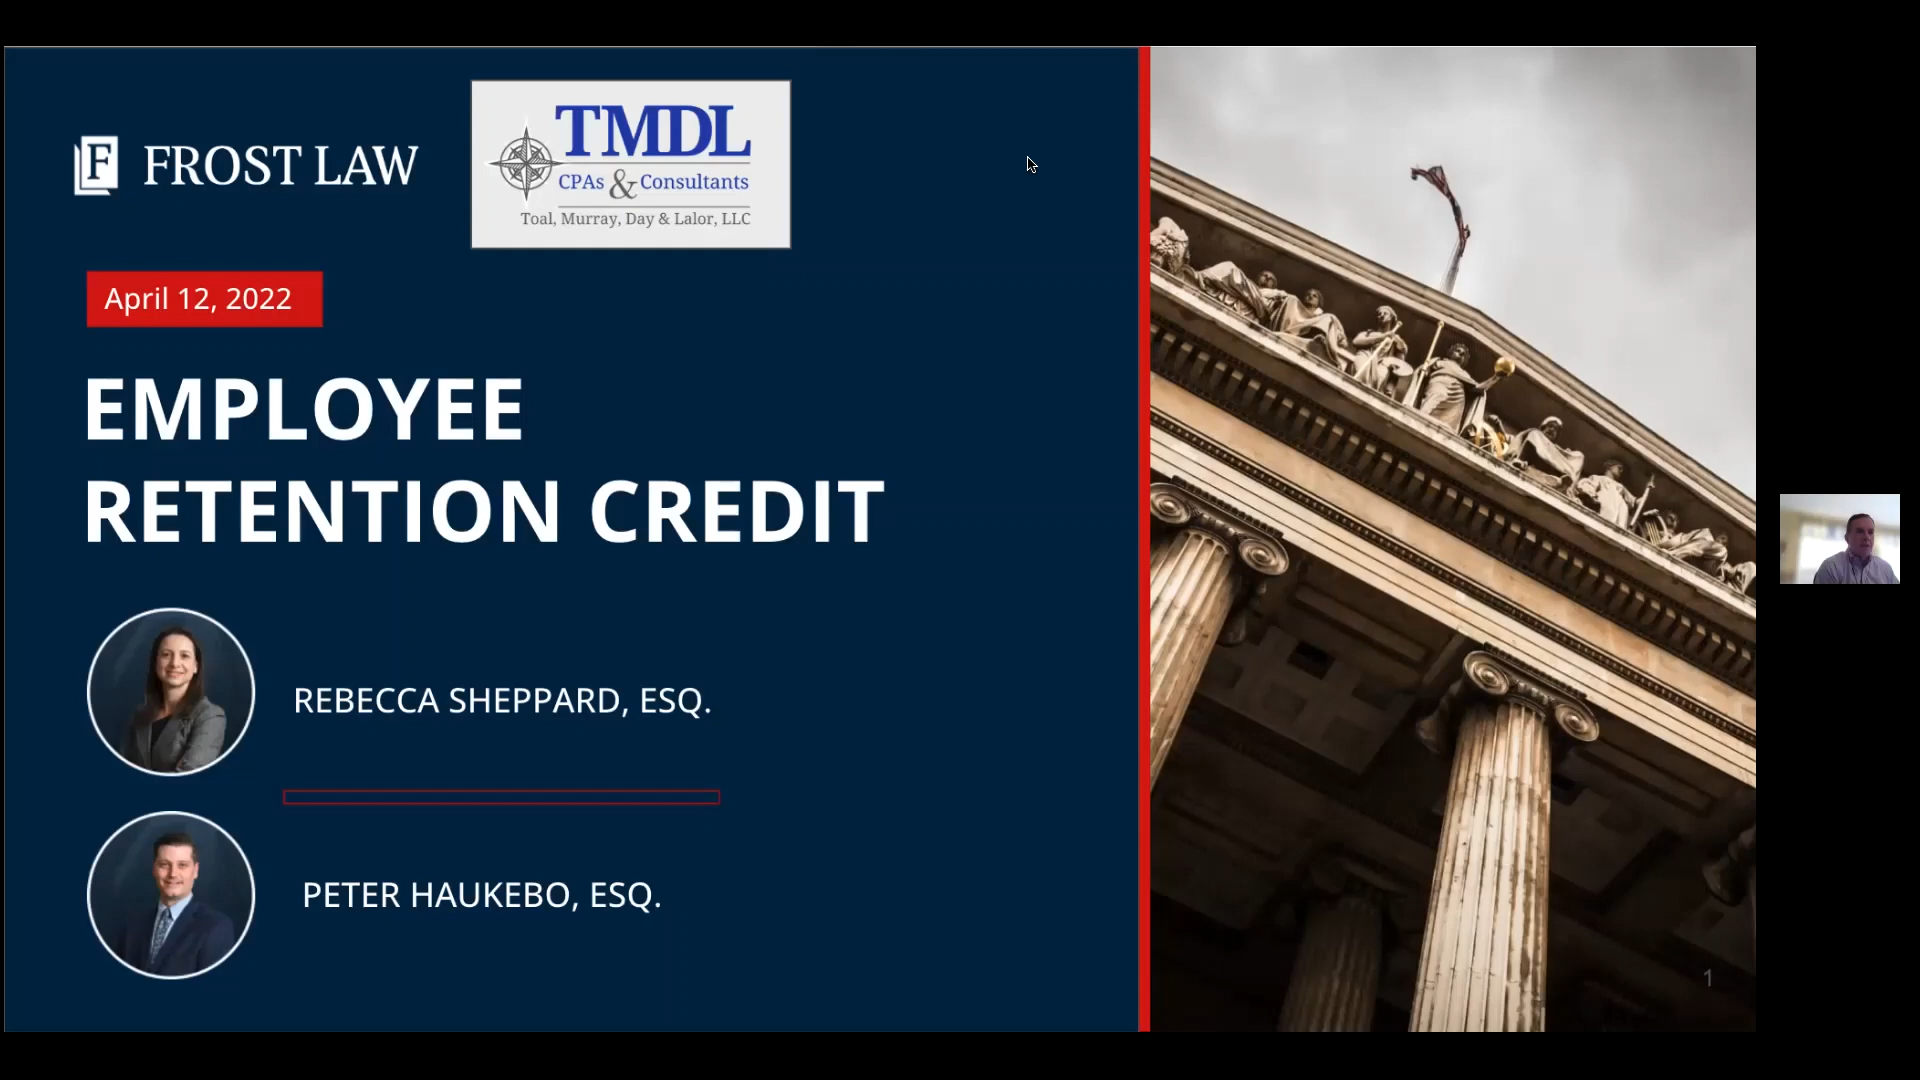 F FROST LAW
TMDL
CPAs & Consultants
Toal, Murray, Day & Lalor, LLC
April 12, 2022
EMPLOYEE
RETENTION CREDIT
REBECCA SHEPPARD, ESQ.
PETER HAUKEBO, ESQ.
1